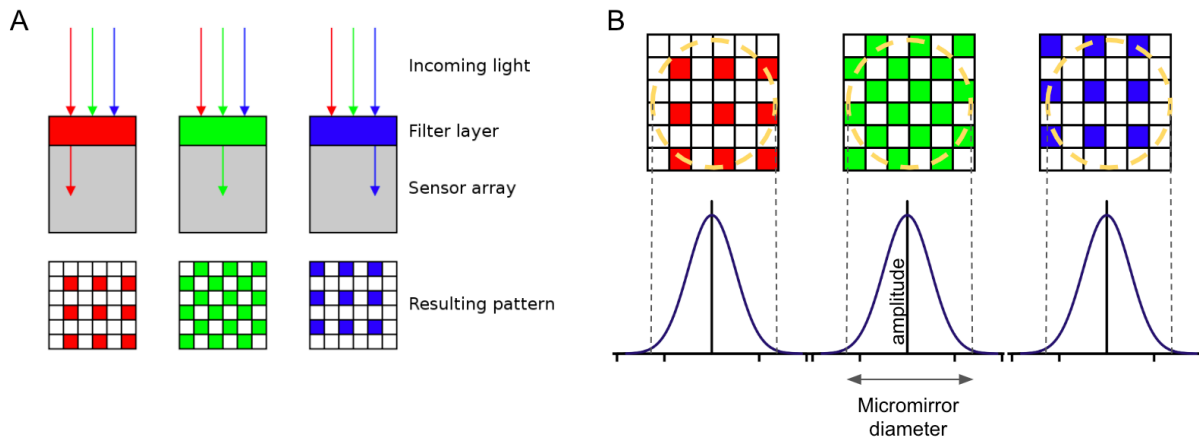 A
Incoming light
Filter layer
Sensor array
Resulting pattern
B
amplitude
Micromirror
diameter